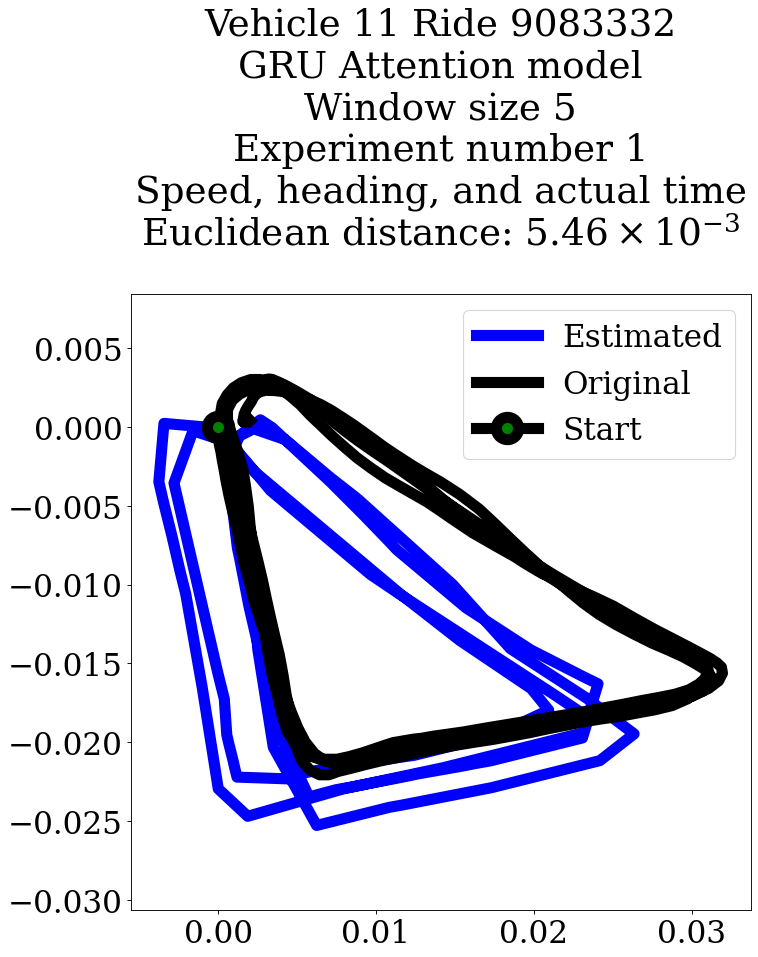 Vehicle 11 Ride 9083332
GRU Attention model
Window size 5
Experiment number 1
Speed, heading, and actual time
Euclidean distance: 5.46 × 10⁻³
Estimated
Original
Start
0.005
0.000
−0.005
−0.010
−0.015
−0.020
−0.025
−0.030
0.00
0.01
0.02
0.03